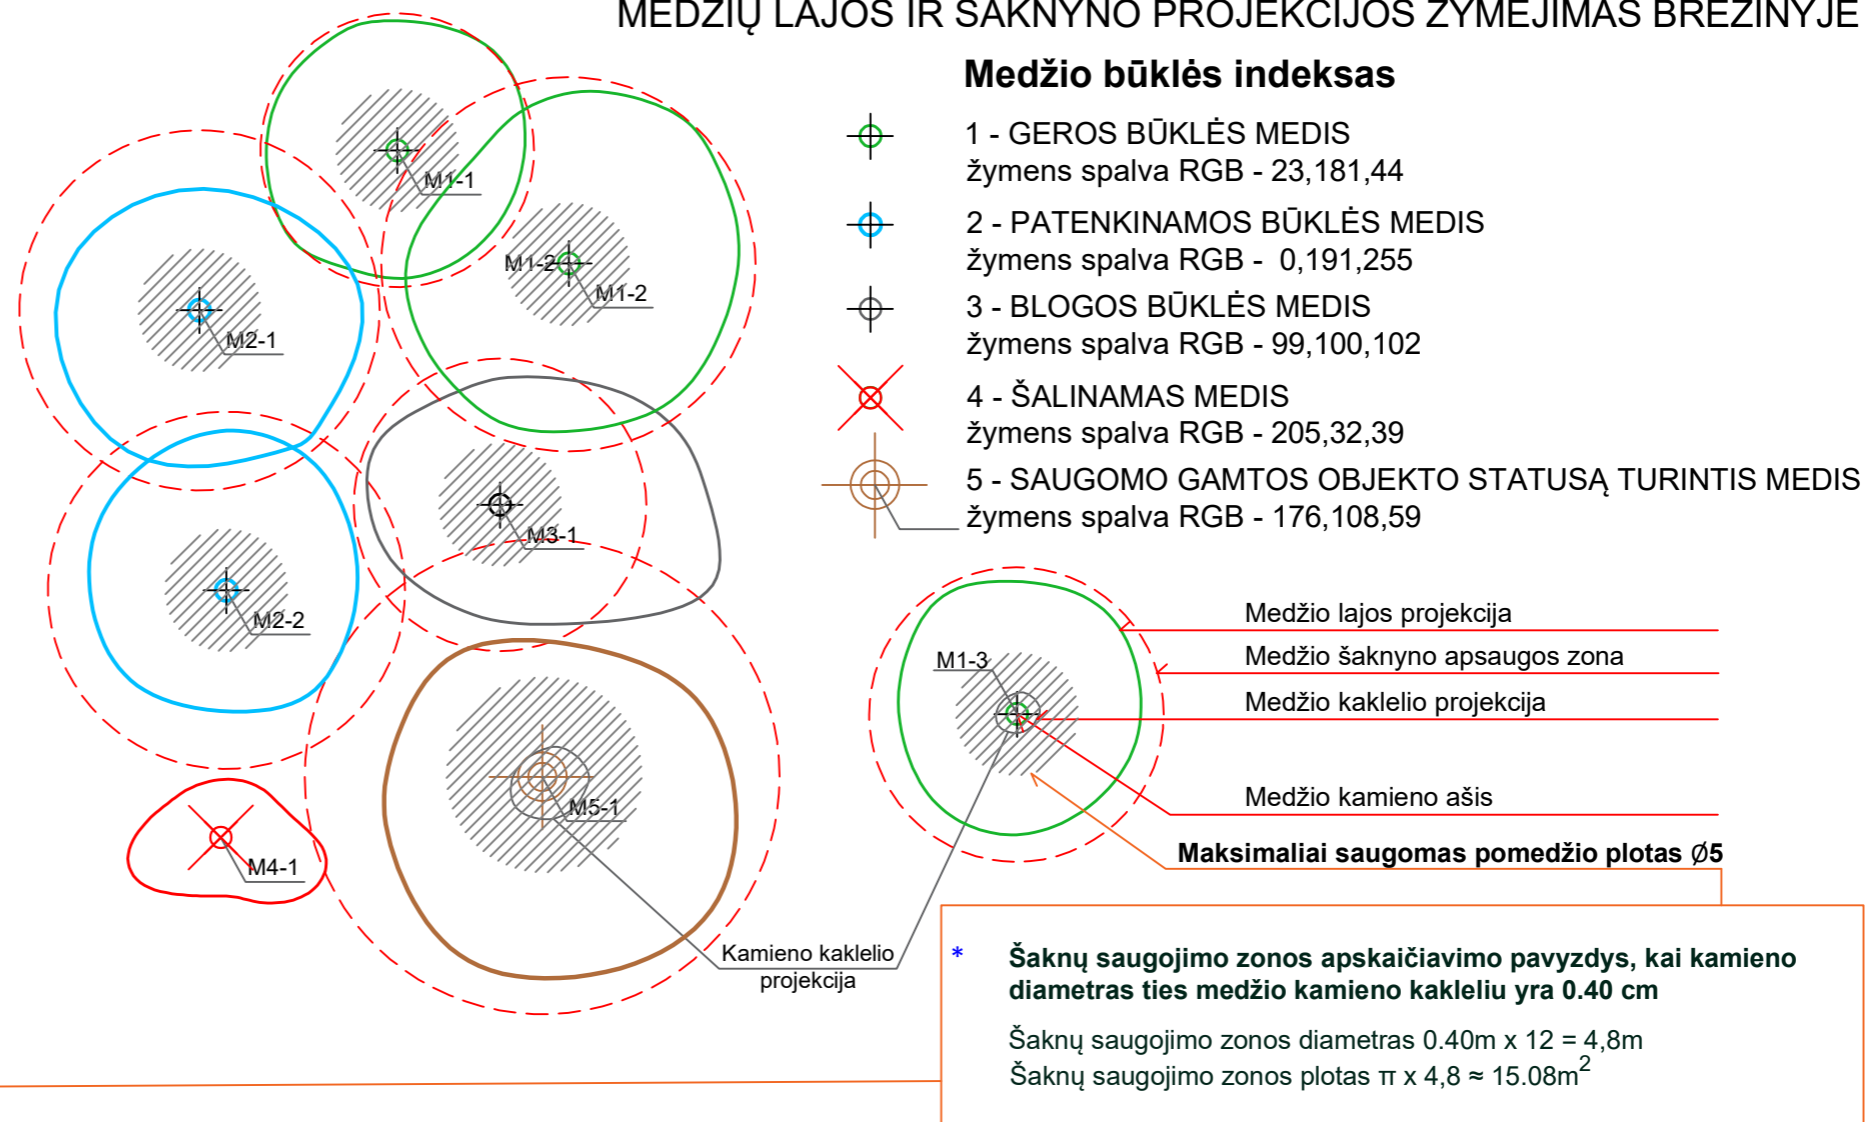 MEDŽIŲ LAJOS IR ŠAKNYNO PROJEKCIJOS ŽYMĖJIMAS BRĖŽINYJE
Medžio būklės indeksas
1 - GEROS BŪKLĖS MEDIS
žymens spalva RGB - 23,181,44
2 - PATENKINAMOS BŪKLĖS MEDIS
žymens spalva RGB - 0,191,255
3 - BLOGOS BŪKLĖS MEDIS
žymens spalva RGB - 99,100,102
4 - ŠALINAMAS MEDIS
žymens spalva RGB - 205,32,39
5 - SAUGOMO GAMTOS OBJEKTO STATUSĄ TURINTIS MEDIS
žymens spalva RGB - 176,108,59
M1-1
M1-2
M1-2
M2-1
M3-1
M2-2
M5-1
M4-1
M1-3
Medžio lajos projekcija
Medžio šaknyno apsaugos zona
Medžio kaklelio projekcija
Medžio kamieno ašis
Maksimaliai saugomas pomedžio plotas Ø5
Kamieno kaklelio
projekcija
* Šaknų saugojimo zonos apskaičiavimo pavyzdys, kai kamieno
diametras ties medžio kamieno kakleliu yra 0.40 cm
Šaknų saugojimo zonos diametras 0.40m x 12 = 4,8m
Šaknų saugojimo zonos plotas π x 4,8 ≈ 15.08m²